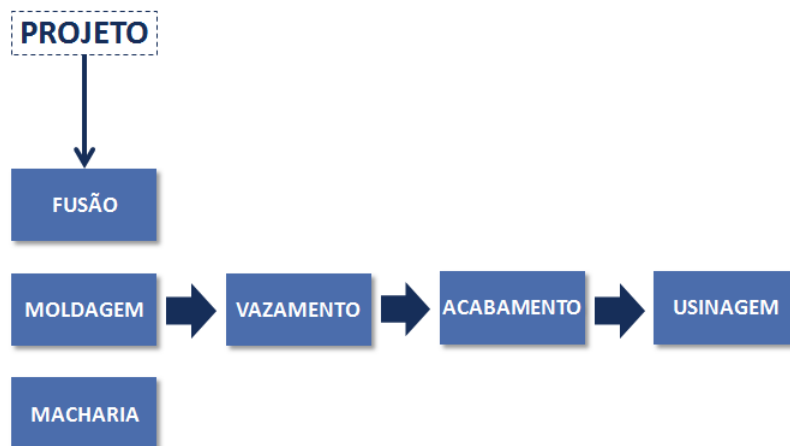 PROJETO
FUSÃO
MOLDAGEM
VAZAMENTO
ACABAMENTO
USINAGEM
MACHARIA